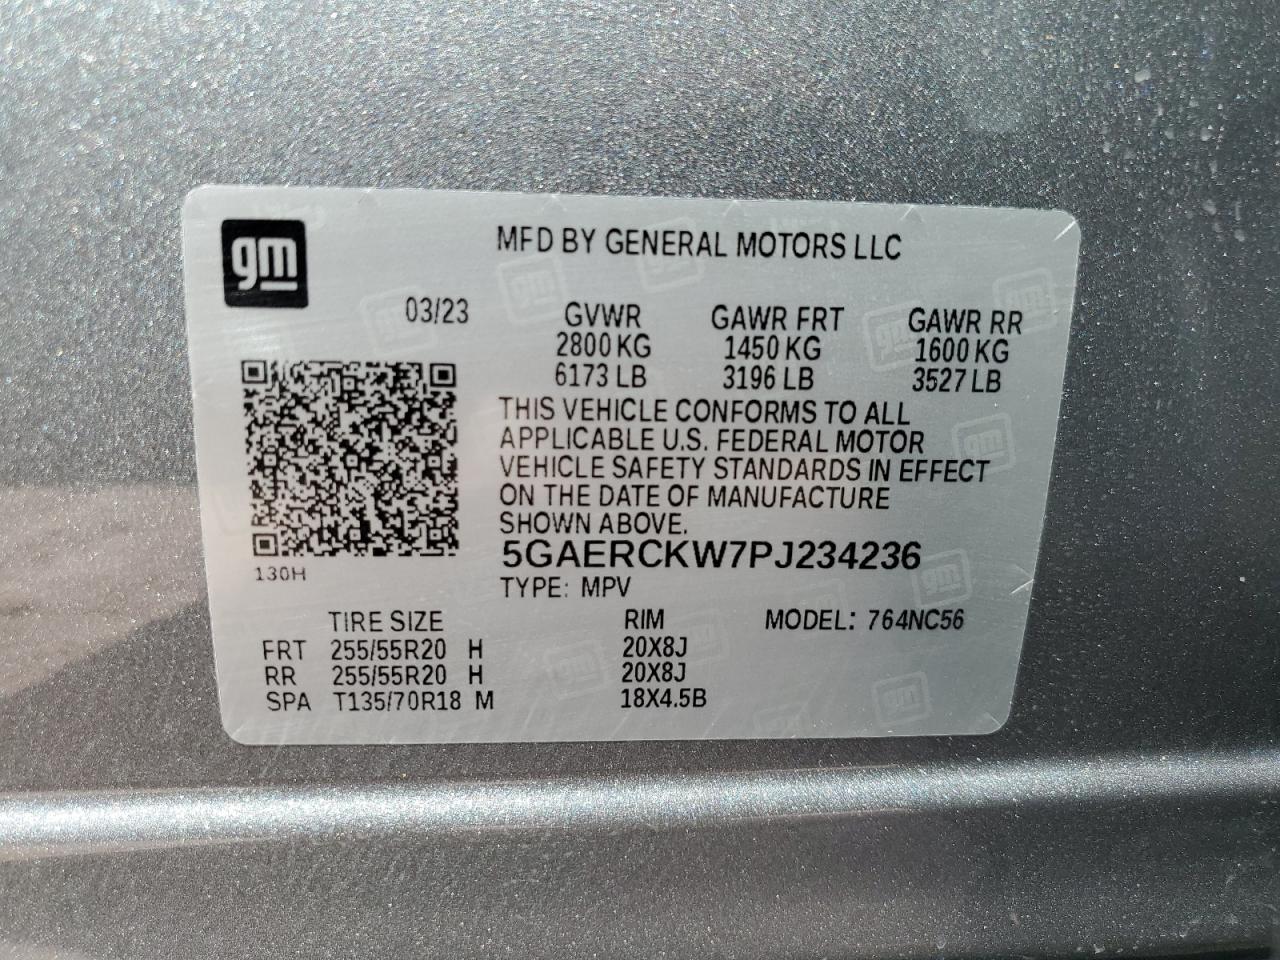 gm
MFD BY GENERAL MOTORS LLC
03/23
GVWR GAWR FRT GAWR RR
2800 KG 1450 KG 1600 KG
6173 LB 3196 LB 3527 LB
THIS VEHICLE CONFORMS TO ALL
APPLICABLE U.S. FEDERAL MOTOR
VEHICLE SAFETY STANDARDS IN EFFECT
ON THE DATE OF MANUFACTURE
SHOWN ABOVE.
5GAERCKW7PJ234236
130H
TYPE: MPV
TIRE SIZE RIM MODEL: 764NC56
FRT 255/55R20 H 20X8J
RR 255/55R20 H 20X8J
SPA T135/70R18 M 18X4.5B